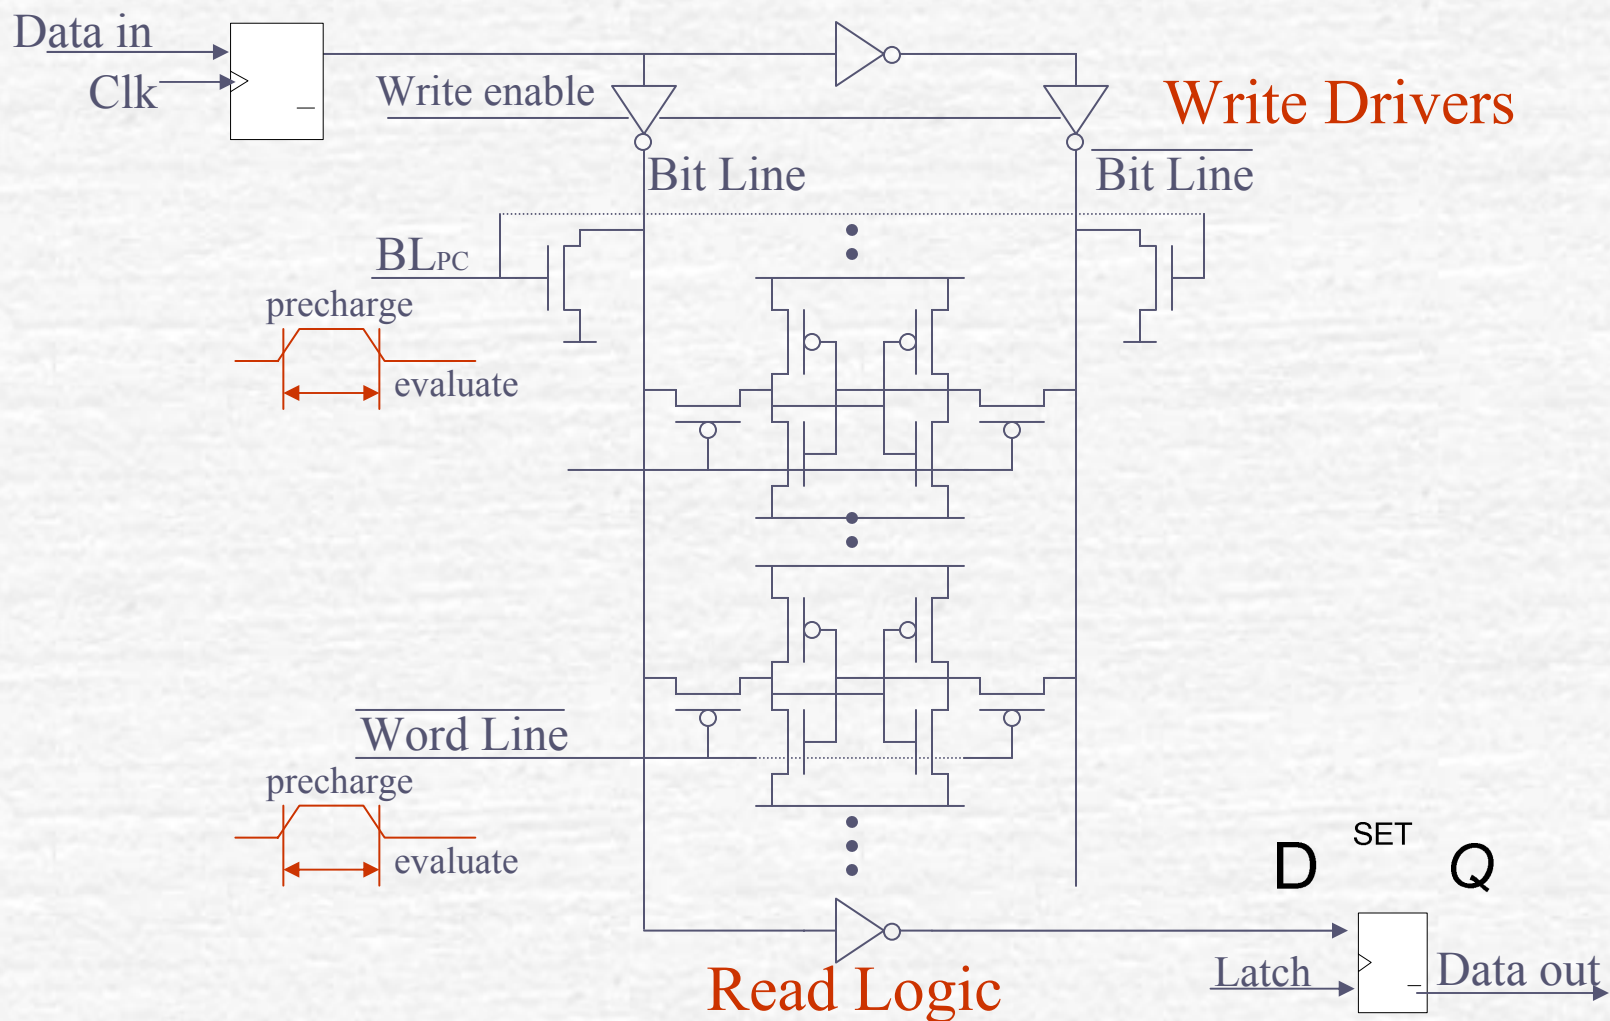 Data in
Clk
Write enable
Write Drivers
Bit Line
Bit Line
BLPC
precharge
evaluate
Word Line
precharge
evaluate
D SET Q
Latch
Data out
Read Logic